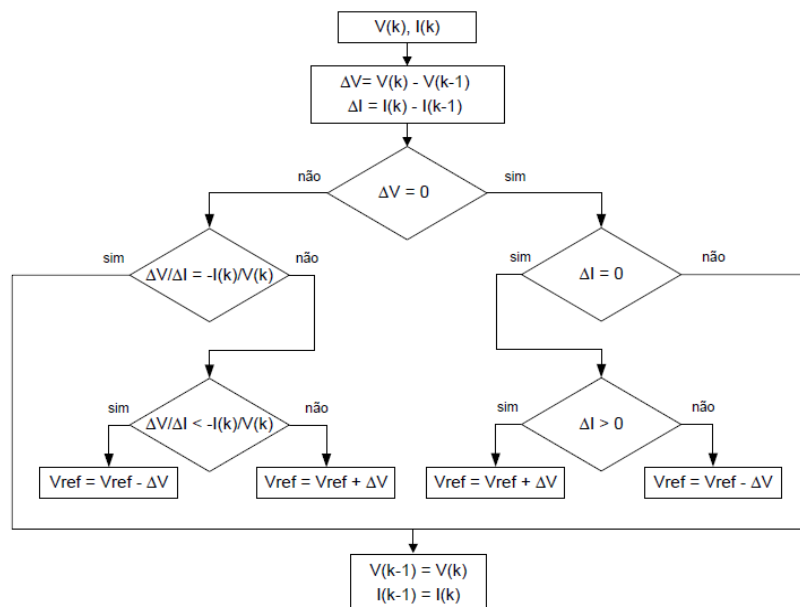 V(k), I(k)
ΔV= V(k) - V(k-1)
ΔI = I(k) - I(k-1)
não
ΔV = 0
sim
sim
ΔV/ΔI = -I(k)/V(k)
não
sim
ΔI = 0
não
sim
ΔV/ΔI < -I(k)/V(k)
não
sim
ΔI > 0
não
Vref = Vref - ΔV
Vref = Vref + ΔV
Vref = Vref + ΔV
Vref = Vref - ΔV
V(k-1) = V(k)
I(k-1) = I(k)